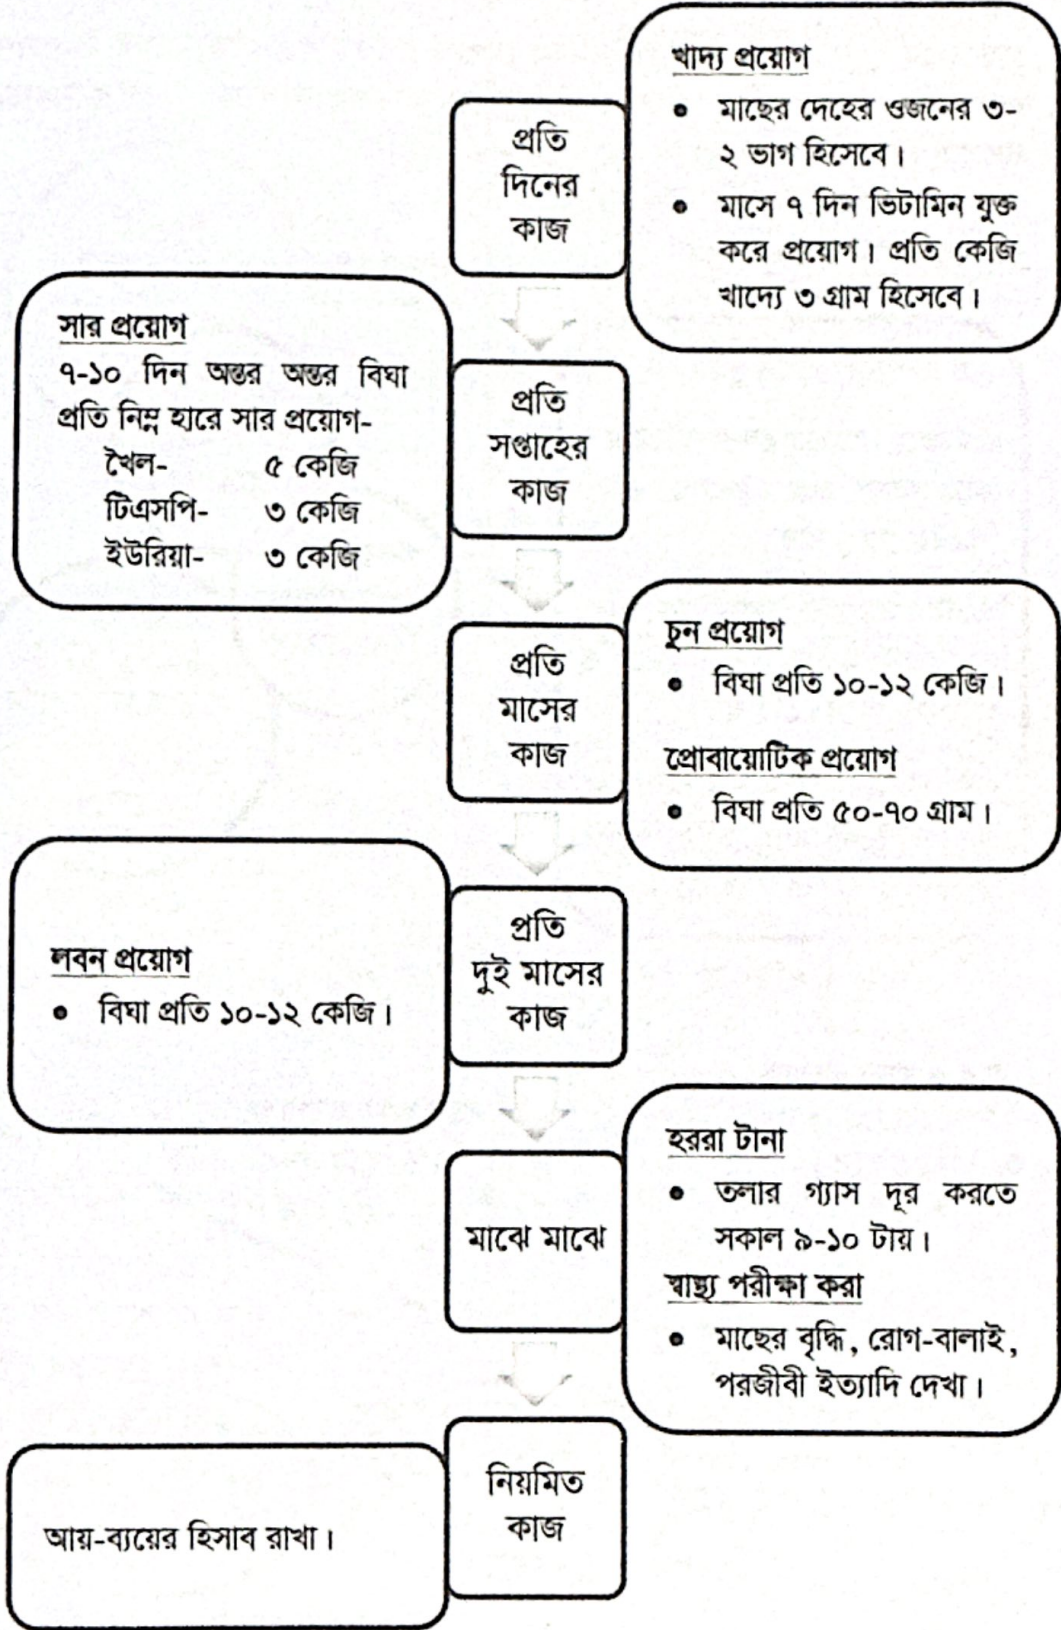 প্রতি
দিনের
কাজ
খাদ্য প্রয়োগ
• মাছের দেহের ওজনের ৩-
২ ভাগ হিসেবে।
• মাসে ৭ দিন ভিটামিন যুক্ত
করে প্রয়োগ। প্রতি কেজি
খাদ্যে ৩ গ্রাম হিসেবে।
প্রতি
সপ্তাহের
কাজ
সার প্রয়োগ
৭-১০ দিন অন্তর অন্তর বিঘা
প্রতি নিম্ন হারে সার প্রয়োগ-
খৈল- ৫ কেজি
টিএসপি- ৩ কেজি
ইউরিয়া- ৩ কেজি
প্রতি
মাসের
কাজ
চুন প্রয়োগ
• বিঘা প্রতি ১০-১২ কেজি।
প্রোবায়োটিক প্রয়োগ
• বিঘা প্রতি ৫০-৭০ গ্রাম।
প্রতি
দুই মাসের
কাজ
লবন প্রয়োগ
• বিঘা প্রতি ১০-১২ কেজি।
মাঝে মাঝে
হররা টানা
• তলার গ্যাস দূর করতে
সকাল ৯-১০ টায়।
স্বাস্থ্য পরীক্ষা করা
• মাছের বৃদ্ধি, রোগ-বালাই,
পরজীবী ইত্যাদি দেখা।
নিয়মিত
কাজ
আয়-ব্যয়ের হিসাব রাখা।